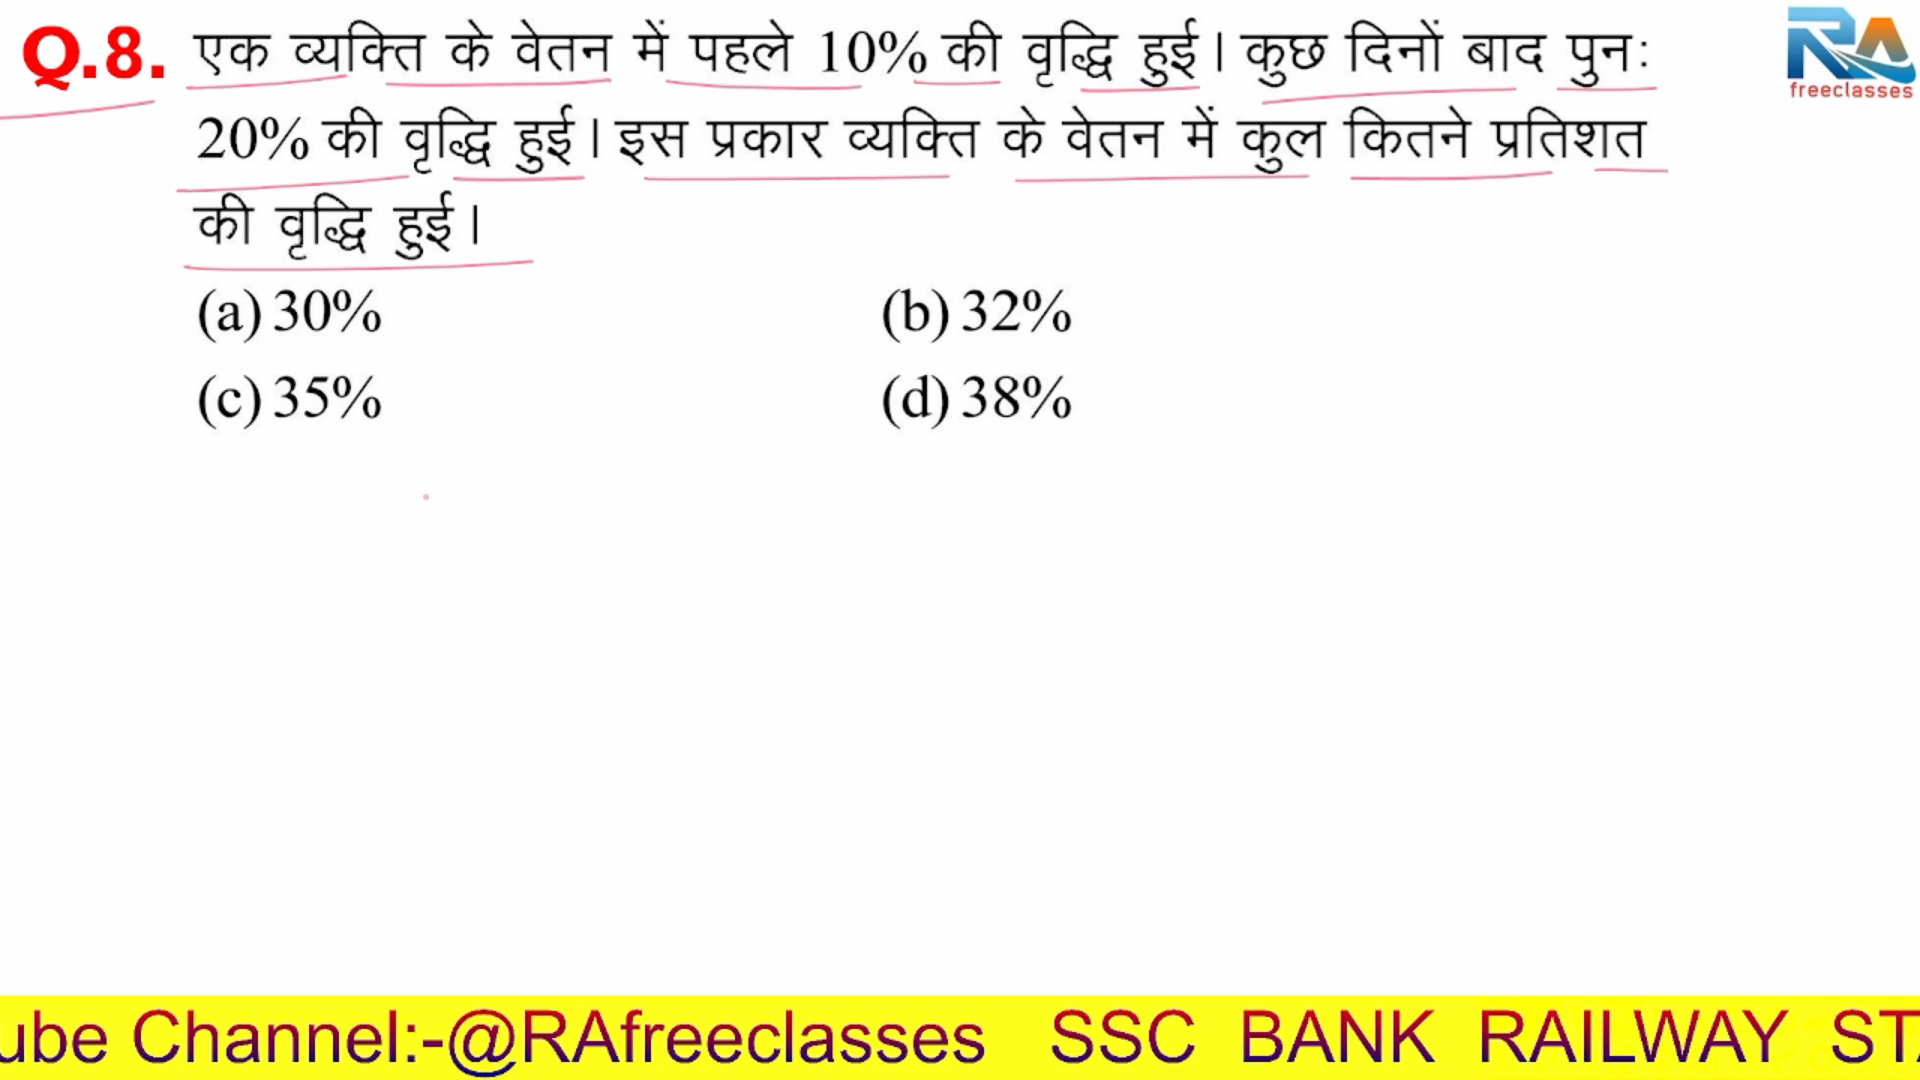 Q.8. एक व्यक्ति के वेतन में पहले 10% की वृद्धि हुई। कुछ दिनों बाद पुनः
20% की वृद्धि हुई। इस प्रकार व्यक्ति के वेतन में कुल कितने प्रतिशत
की वृद्धि हुई।
(a) 30% (b) 32%
(c) 35% (d) 38%
RA
freeclasses
ube Channel:-@RAfreeclasses SSC BANK RAILWAY ST